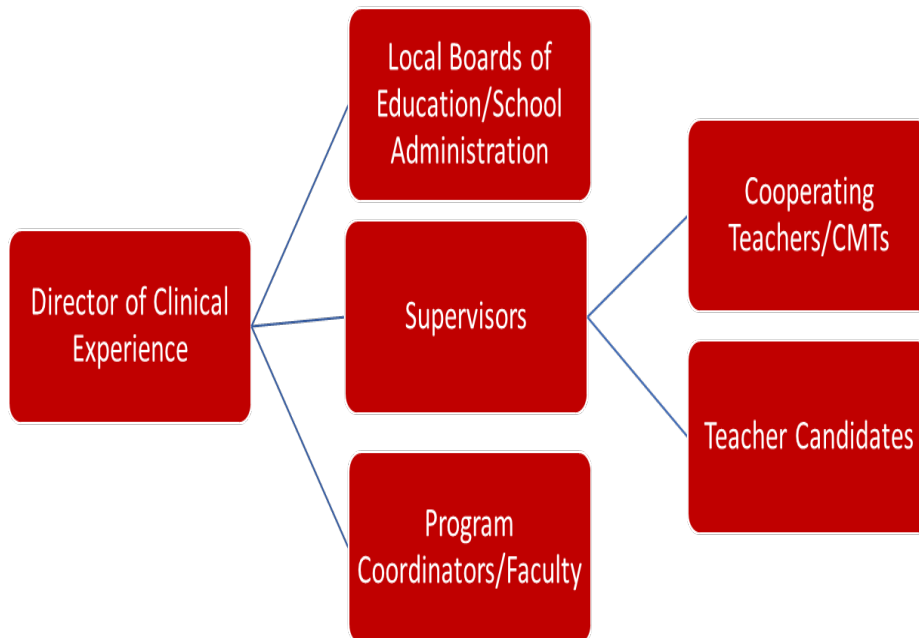 Director of Clinical
Experience
Local Boards of
Education/School
Administration
Supervisors
Program
Coordinators/Faculty
Cooperating
Teachers/CMTs
Teacher Candidates